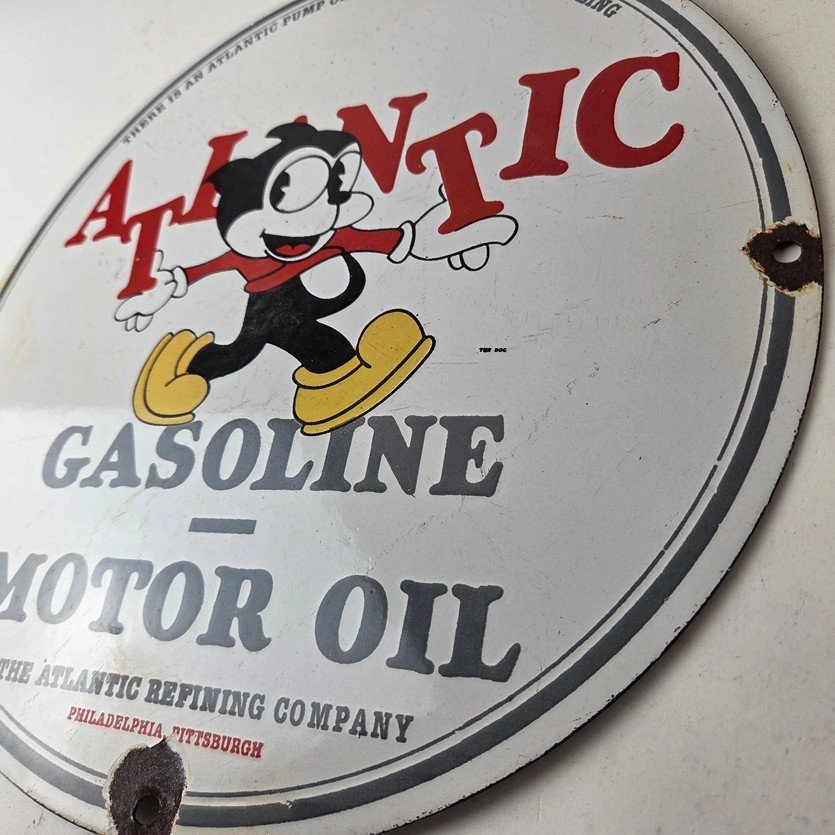 THERE IS AN ATLANTIC PUMP
ATLANTIC
GASOLINE
–
MOTOR OIL
THE ATLANTIC REFINING COMPANY
PHILADELPHIA, PITTSBURGH